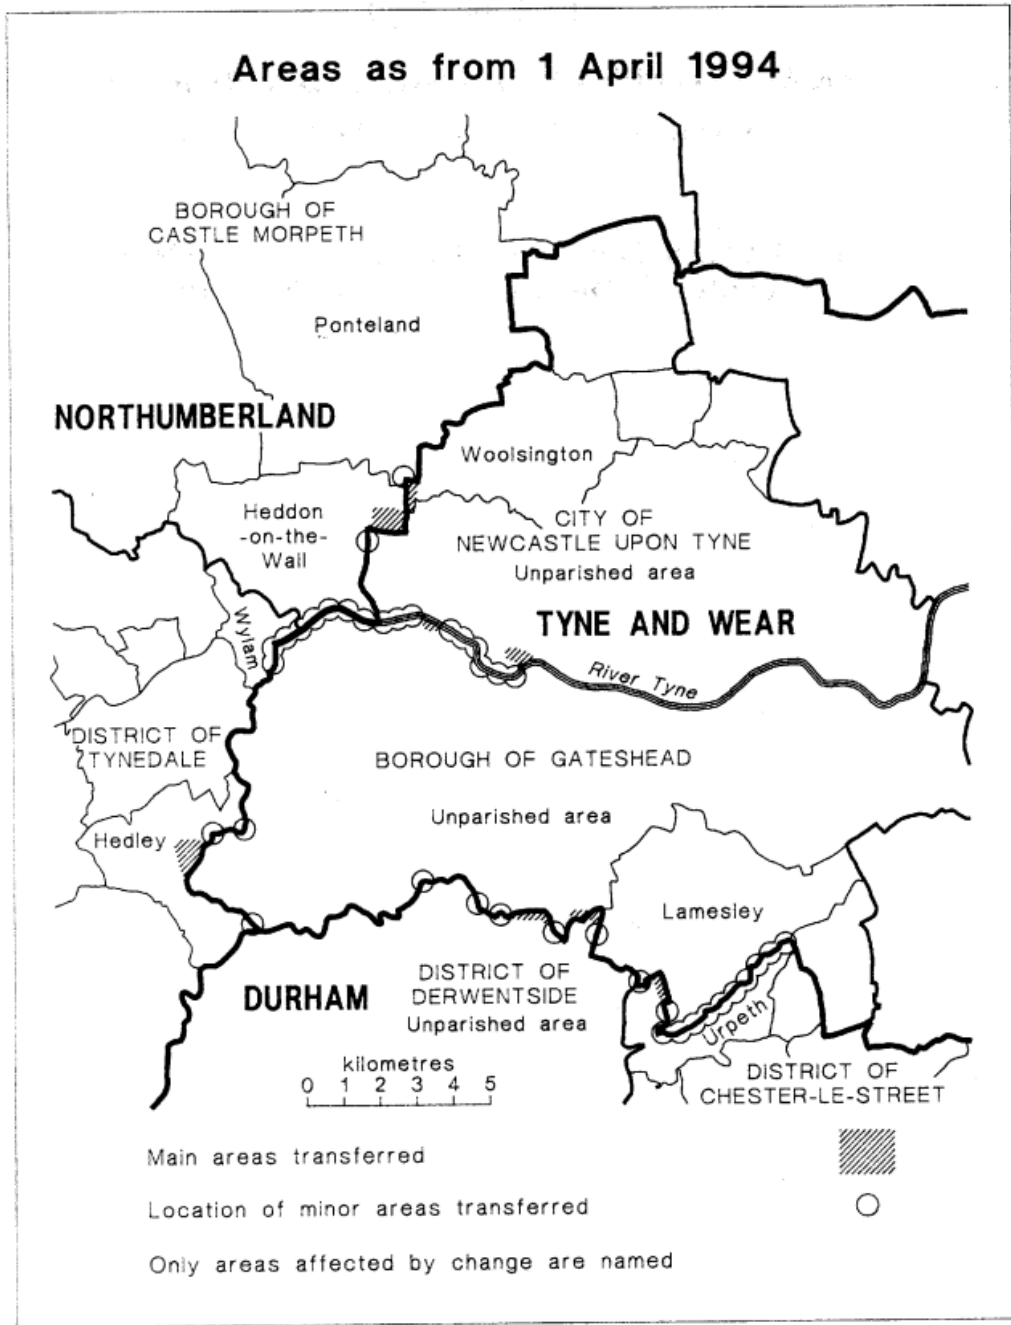 Areas as from 1 April 1994
BOROUGH OF
CASTLE MORPETH
Ponteland
NORTHUMBERLAND
Woolsington
Heddon
-on-the-
Wall
CITY OF
NEWCASTLE UPON TYNE
Unparished area
Wylam
TYNE AND WEAR
River Tyne
DISTRICT OF
TYNEDALE
BOROUGH OF GATESHEAD
Unparished area
Hedley
Lamesley
DISTRICT OF
DERWENTSIDE
Unparished area
DURHAM
Urpeth
kilometres
0 1 2 3 4 5
DISTRICT OF
CHESTER-LE-STREET
Main areas transferred
Location of minor areas transferred
Only areas affected by change are named